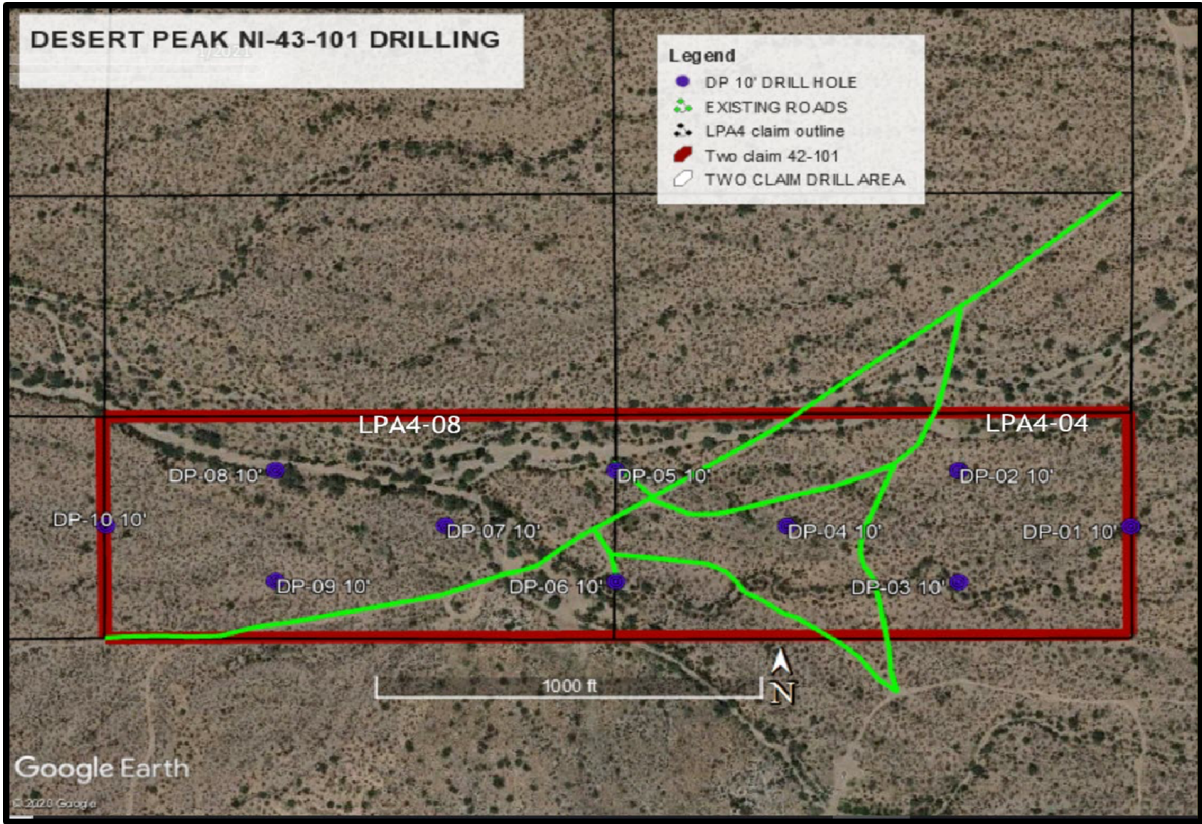 DESERT PEAK NI-43-101 DRILLING
Legend
DP 10' DRILL HOLE
EXISTING ROADS
LPA4 claim outline
Two claim 42-101
TWO CLAIM DRILL AREA
LPA4-08
LPA4-04
DP-08 10'
DP-05 10'
DP-02 10'
DP-10 10'
DP-07 10'
DP-04 10'
DP-01 10'
DP-09 10'
DP-06 10'
DP-03 10'
1000 ft
N
Google Earth
© 2020 Google